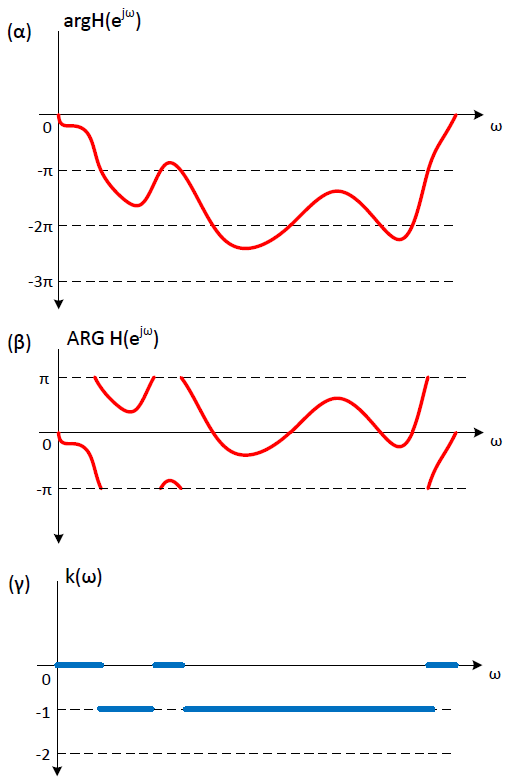 (α)
argH(e^jω)
0
ω
-π
-2π
-3π
(β)
ARG H(e^jω)
π
0
ω
-π
(γ)
k(ω)
0
ω
-1
-2